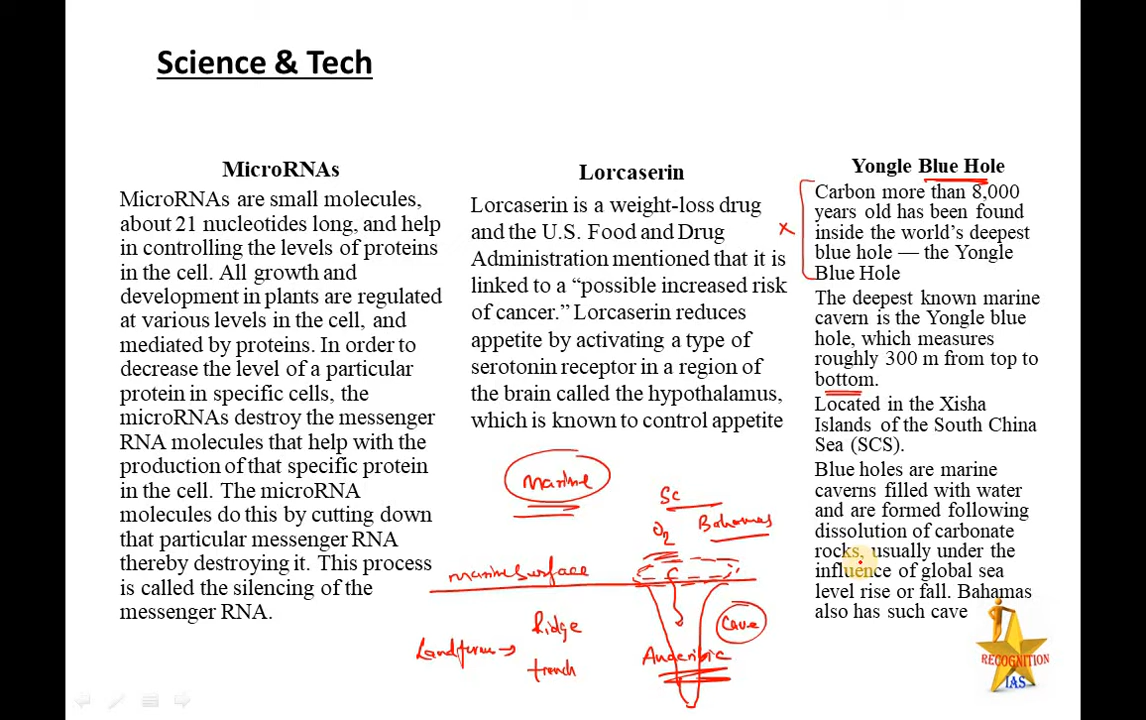 Science & Tech
MicroRNAs
MicroRNAs are small molecules,
about 21 nucleotides long, and help
in controlling the levels of proteins
in the cell. All growth and
development in plants are regulated
at various levels in the cell, and
mediated by proteins. In order to
decrease the level of a particular
protein in specific cells, the
microRNAs destroy the messenger
RNA molecules that help with the
production of that specific protein
in the cell. The microRNA
molecules do this by cutting down
that particular messenger RNA
thereby destroying it. This process
is called the silencing of the
messenger RNA.
Lorcaserin
Lorcaserin is a weight-loss drug
and the U.S. Food and Drug
Administration mentioned that it is
linked to a “possible increased risk
of cancer.” Lorcaserin reduces
appetite by activating a type of
serotonin receptor in a region of
the brain called the hypothalamus,
which is known to control appetite
Yongle Blue Hole
Carbon more than 8,000
years old has been found
inside the world’s deepest
blue hole — the Yongle
Blue Hole
The deepest known marine
cavern is the Yongle blue
hole, which measures
roughly 300 m from top to
bottom.
Located in the Xisha
Islands of the South China
Sea (SCS).
Blue holes are marine
caverns filled with water
and are formed following
dissolution of carbonate
rocks, usually under the
influence of global sea
level rise or fall. Bahamas
also has such cave
marine
Sc
O2
Bahamas
marine surface
C
Landform →
Ridge
trench
Cave
RECOGNITION
IAS